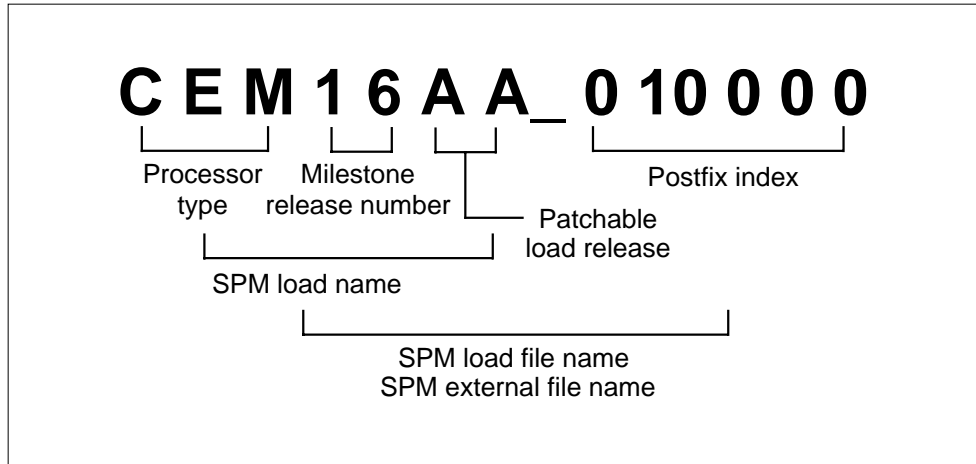 CEM16AA_010000
Processor
type
Milestone
release number
Postfix index
Patchable
load release
SPM load name
SPM load file name
SPM external file name